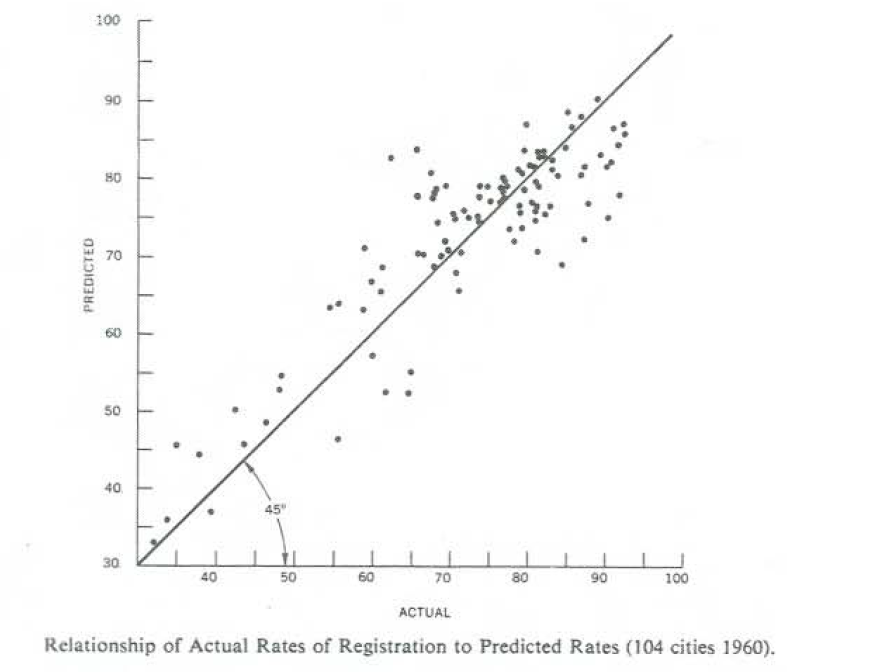 100
90
80
70
60
50
40
30
PREDICTED
45°
40 50 60 70 80 90 100
ACTUAL
Relationship of Actual Rates of Registration to Predicted Rates (104 cities 1960).